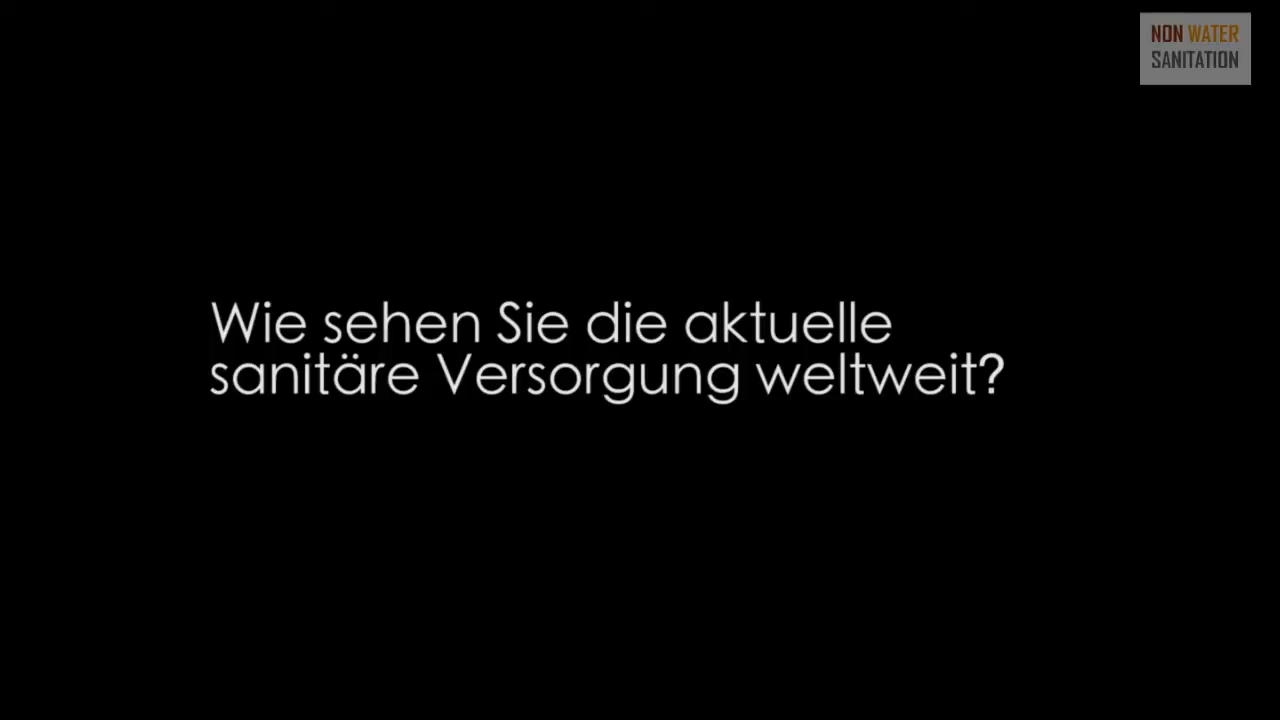 NON WATER
SANITATION
Wie sehen Sie die aktuelle
sanitäre Versorgung weltweit?